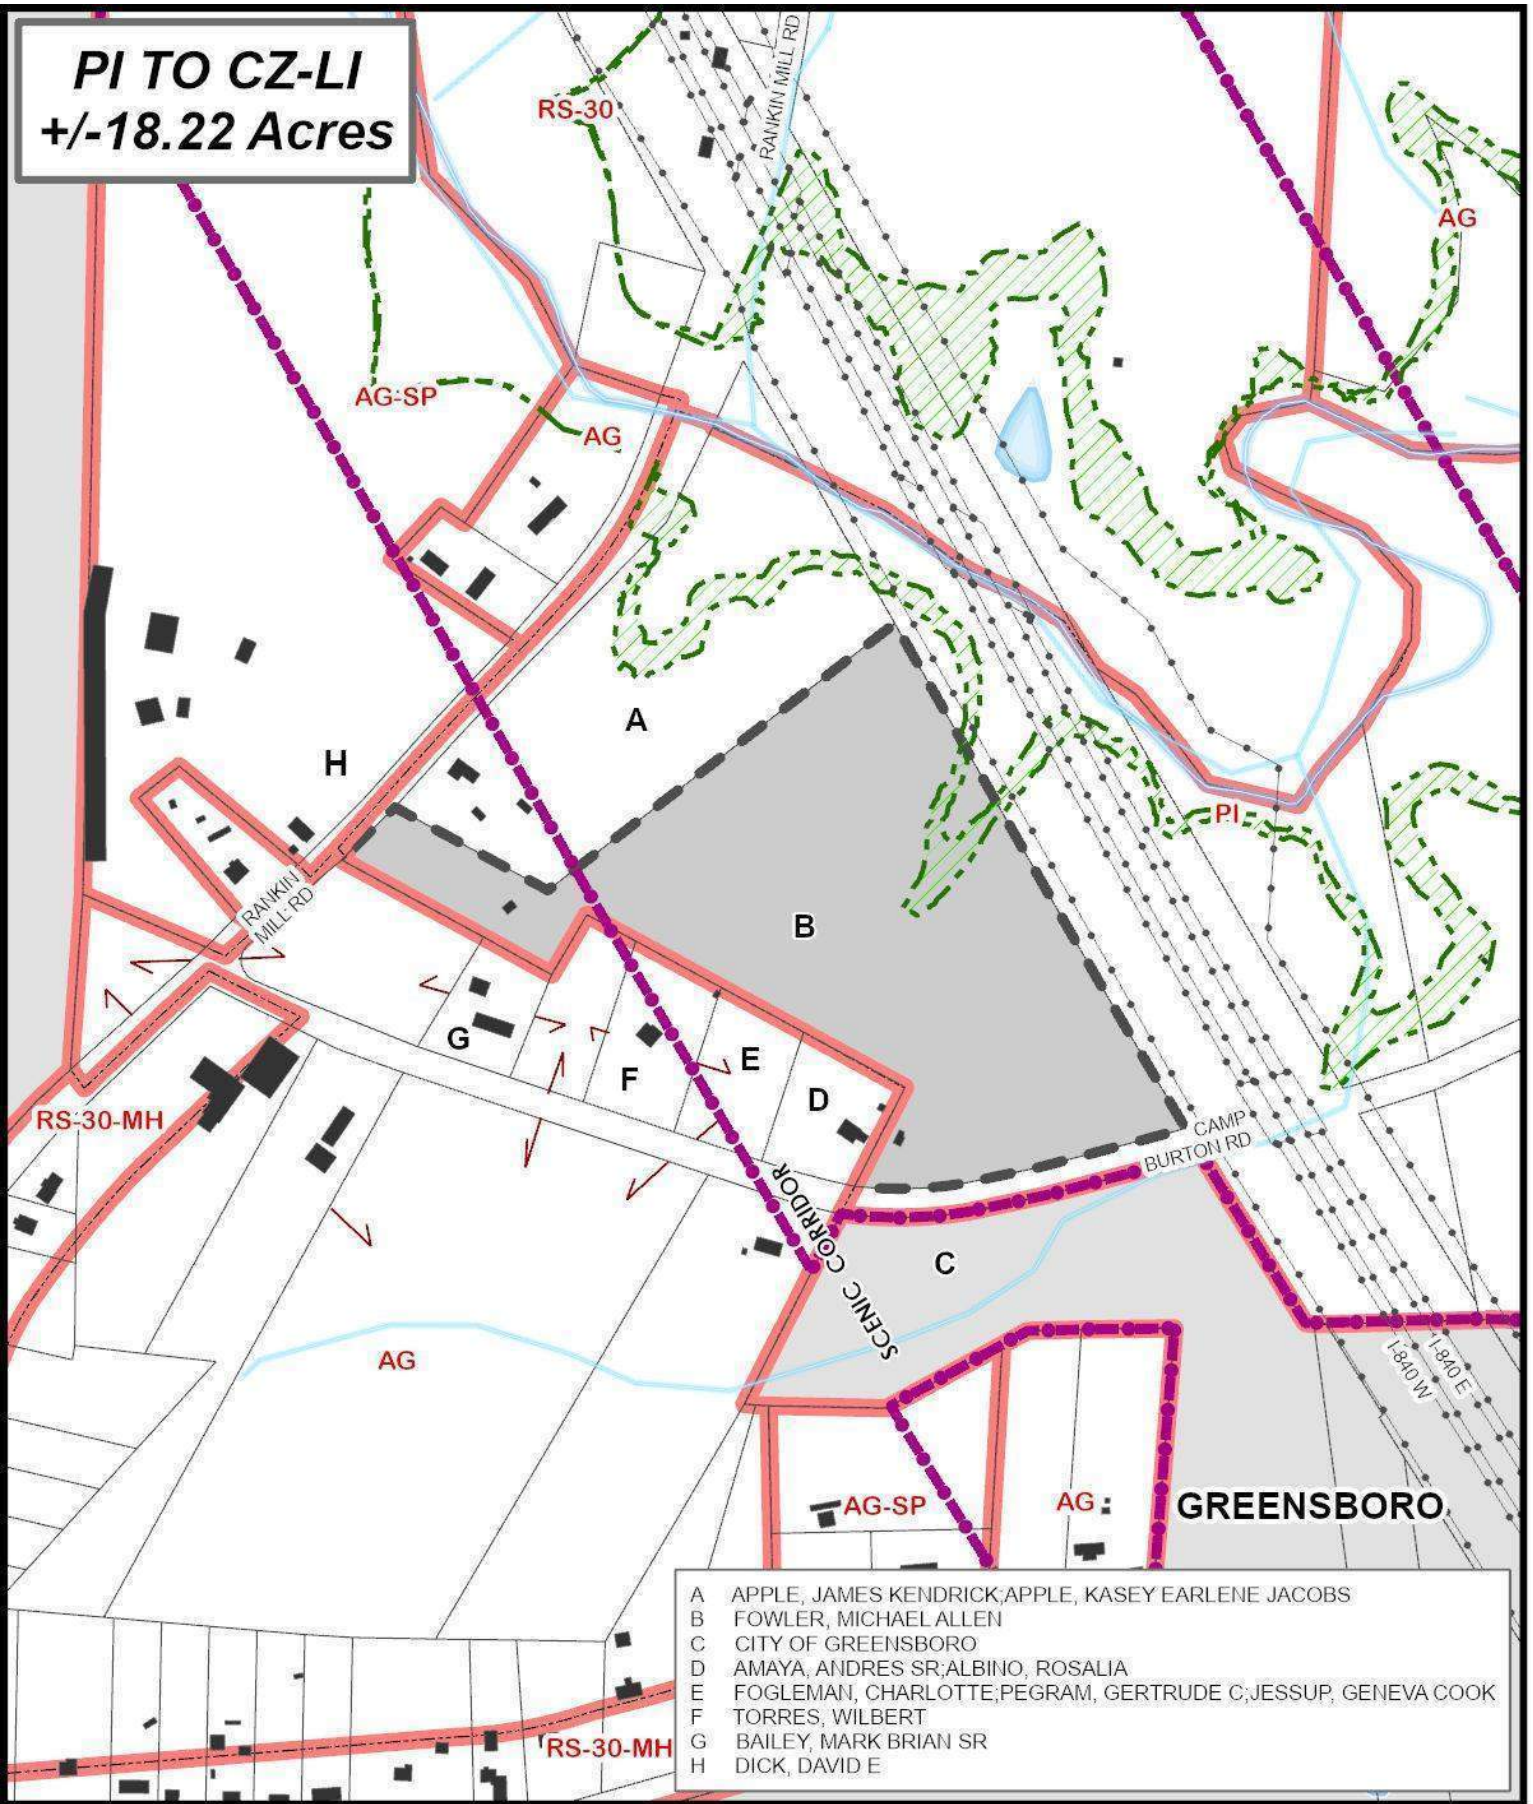 PI TO CZ-LI
+/-18.22 Acres
RANKIN MILL RD
RS-30
AG
AG-SP
AG
A
H
PI
RANKIN
MILL RD
B
G
F
E
D
CAMP
BURTON RD
RS-30-MH
SCENIC CORRIDOR
C
AG
I-840 W
I-840 E
AG-SP
AG
GREENSBORO
RS-30-MH
A APPLE, JAMES KENDRICK;APPLE, KASEY EARLENE JACOBS
B FOWLER, MICHAEL ALLEN
C CITY OF GREENSBORO
D AMAYA, ANDRES SR;ALBINO, ROSALIA
E FOGLEMAN, CHARLOTTE;PEGRAM, GERTRUDE C;JESSUP, GENEVA COOK
F TORRES, WILBERT
G BAILEY, MARK BRIAN SR
H DICK, DAVID E